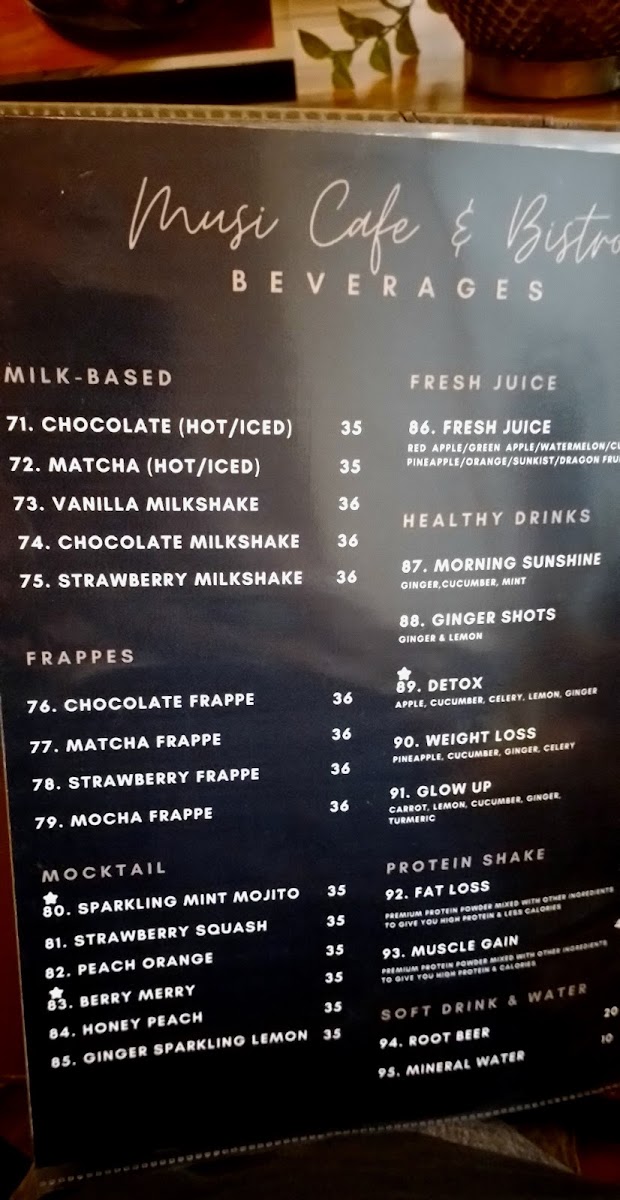 Musi Cafe & Bistro
BEVERAGES
MILK-BASED
71. CHOCOLATE (HOT/ICED) 35
72. MATCHA (HOT/ICED) 35
73. VANILLA MILKSHAKE 36
74. CHOCOLATE MILKSHAKE 36
75. STRAWBERRY MILKSHAKE 36
FRAPPES
76. CHOCOLATE FRAPPE 36
77. MATCHA FRAPPE 36
78. STRAWBERRY FRAPPE 36
79. MOCHA FRAPPE 36
MOCKTAIL
80. SPARKLING MINT MOJITO 35
81. STRAWBERRY SQUASH 35
82. PEACH ORANGE 35
83. BERRY MERRY 35
84. HONEY PEACH 35
85. GINGER SPARKLING LEMON 35
FRESH JUICE
86. FRESH JUICE
RED APPLE/GREEN APPLE/WATERMELON/
PINEAPPLE/ORANGE/SUNKIST/DRAGON
HEALTHY DRINKS
87. MORNING SUNSHINE
GINGER,CUCUMBER, MINT
88. GINGER SHOTS
GINGER & LEMON
89. DETOX
APPLE, CUCUMBER, CELERY, LEMON, GINGER
90. WEIGHT LOSS
PINEAPPLE, CUCUMBER, GINGER, CELERY
91. GLOW UP
CARROT, LEMON, CUCUMBER, GINGER,
TURMERIC
PROTEIN SHAKE
92. FAT LOSS
PREMIUM PROTEIN POWDER MIXED WITH OTHER INGREDIENTS
TO GIVE YOU HIGH PROTEIN & LESS CALORIES
93. MUSCLE GAIN
PREMIUM PROTEIN POWDER MIXED WITH OTHER INGREDIENTS
TO GIVE YOU HIGH PROTEIN & CALORIES
SOFT DRINK & WATER
94. ROOT BEER 20
95. MINERAL WATER 10